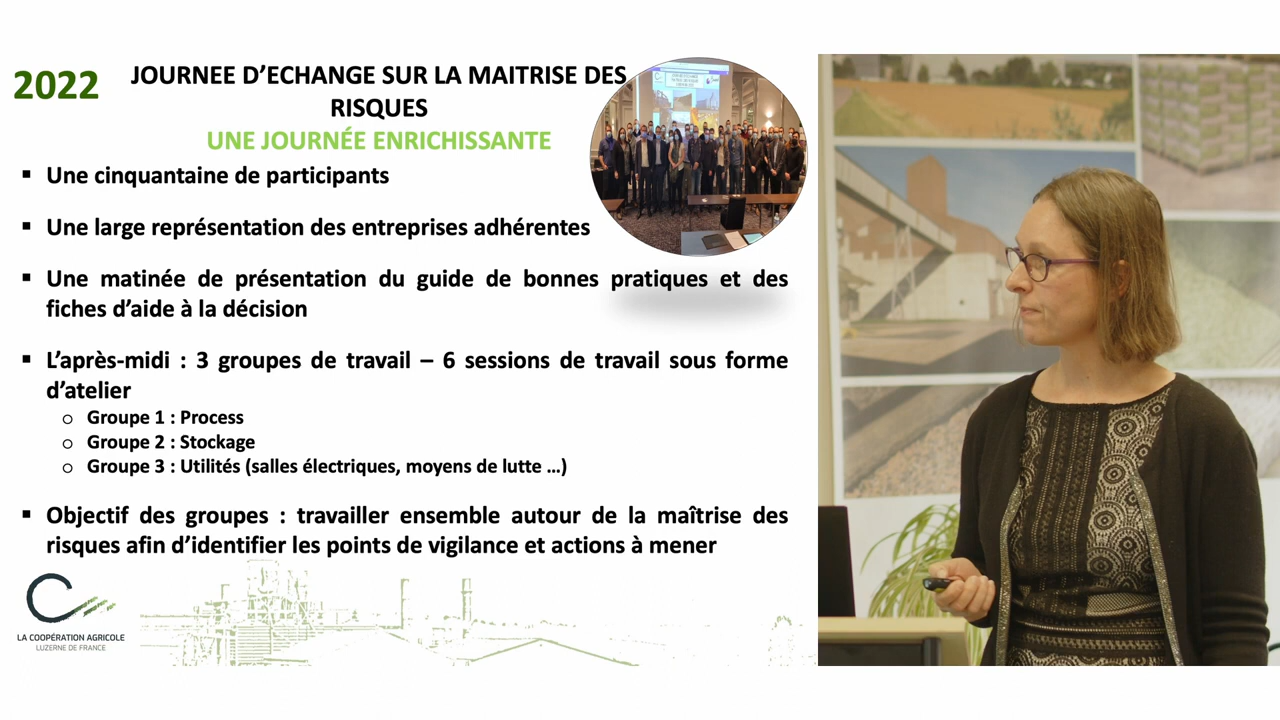 2022
JOURNEE D'ECHANGE SUR LA MAITRISE DES
RISQUES
UNE JOURNÉE ENRICHISSANTE
▪ Une cinquantaine de participants
▪ Une large représentation des entreprises adhérentes
▪ Une matinée de présentation du guide de bonnes pratiques et des
fiches d'aide à la décision
▪ L'après-midi : 3 groupes de travail – 6 sessions de travail sous forme
d'atelier
o Groupe 1 : Process
o Groupe 2 : Stockage
o Groupe 3 : Utilités (salles électriques, moyens de lutte ...)
▪ Objectif des groupes : travailler ensemble autour de la maîtrise des
risques afin d'identifier les points de vigilance et actions à mener
LA COOPÉRATION AGRICOLE
LUZERNE DE FRANCE